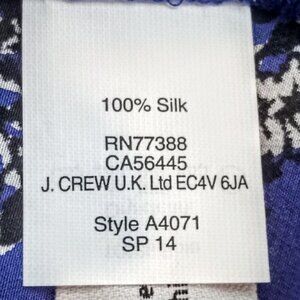 100% Silk
RN77388
CA56445
J. CREW U.K. Ltd EC4V 6JA
Style A4071
SP 14